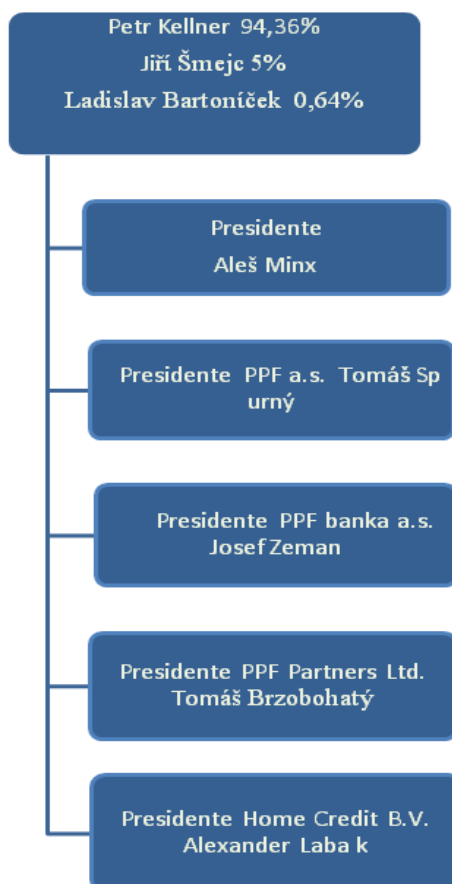 Petr Kellner 94,36%
Jiří Šmejc 5%
Ladislav Bartoníček 0,64%
Presidente
Aleš Minx
Presidente PPF a.s. Tomáš Sp
urný
Presidente PPF banka a.s.
Josef Zeman
Presidente PPF Partners Ltd.
Tomáš Brzobohatý
Presidente Home Credit B.V.
Alexander Laba k